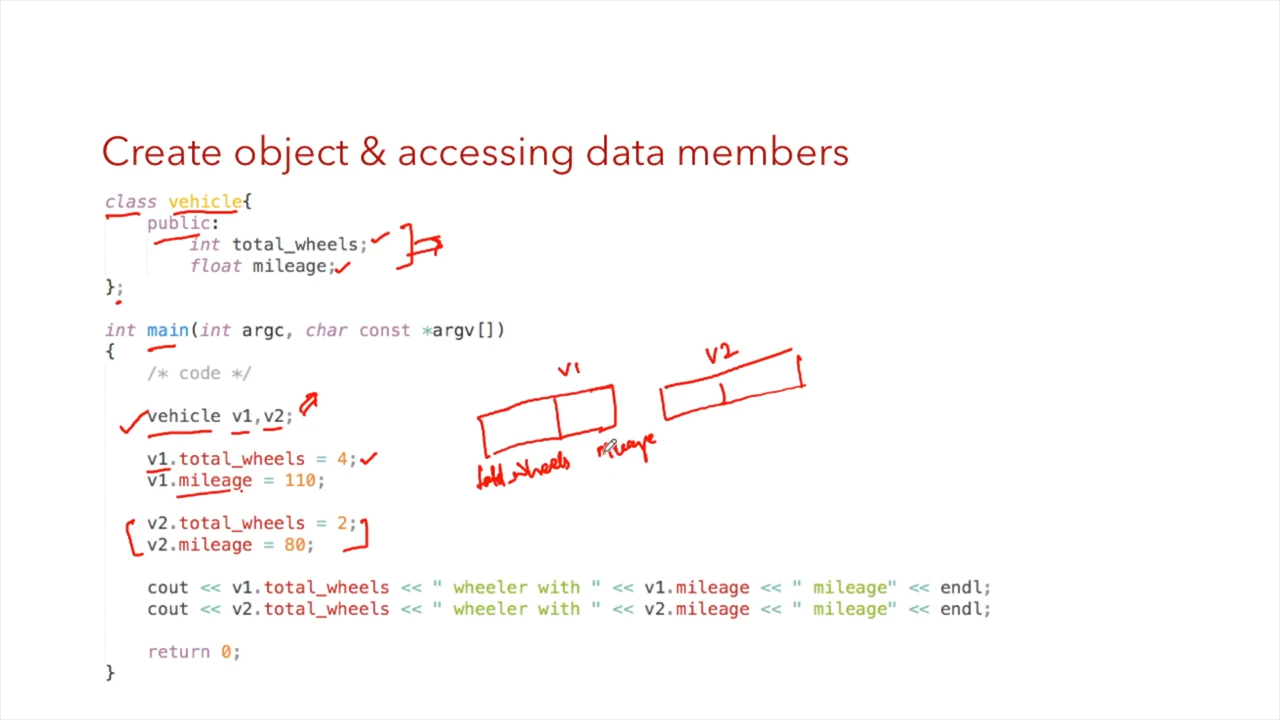 Create object & accessing data members
class vehicle{
public:
int total_wheels;
float mileage;
};
int main(int argc, char const *argv[])
{
/* code */
vehicle v1,v2;
v1.total_wheels = 4;
v1.mileage = 110;
v2.total_wheels = 2;
v2.mileage = 80;
cout << v1.total_wheels << " wheeler with " << v1.mileage << " mileage" << endl;
cout << v2.total_wheels << " wheeler with " << v2.mileage << " mileage" << endl;
return 0;
}
v1
v2
total_wheels
mileage